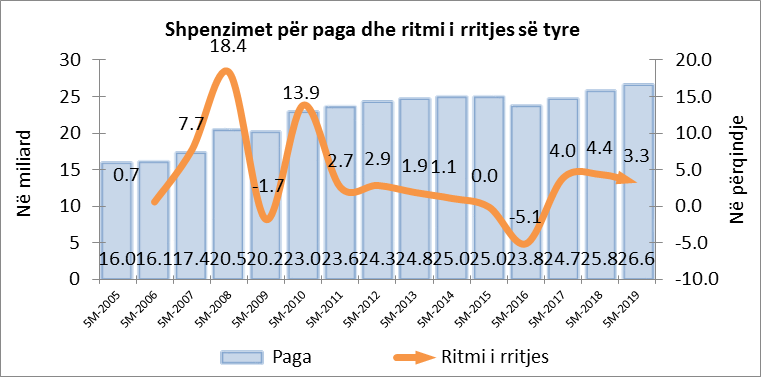 Shpenzimet për paga dhe ritmi i rritjes së tyre
Në miliard
30
25
20
15
10
5
0
0.7
7.7
18.4
-1.7
13.9
2.7
2.9
1.9
1.1
0.0
-5.1
4.0
4.4
3.3
16.0
16.1
17.4
20.5
20.2
23.0
23.6
24.3
24.8
25.0
25.0
23.8
24.7
25.8
26.6
20.0
15.0
10.0
5.0
0.0
-5.0
-10.0
Në përqindje
5M-2005
5M-2006
5M-2007
5M-2008
5M-2009
5M-2010
5M-2011
5M-2012
5M-2013
5M-2014
5M-2015
5M-2016
5M-2017
5M-2018
5M-2019
Paga
Ritmi i rritjes